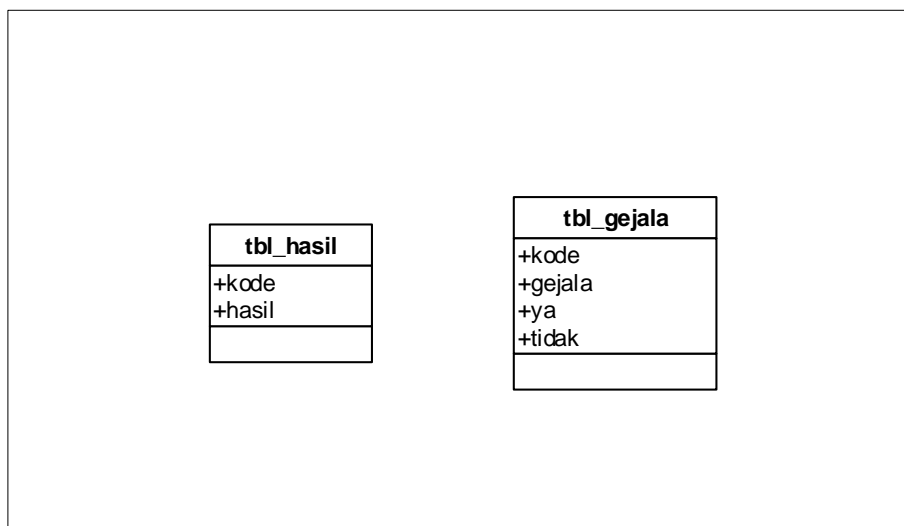 tbl_hasil
+kode
+hasil
tbl_gejala
+kode
+gejala
+ya
+tidak